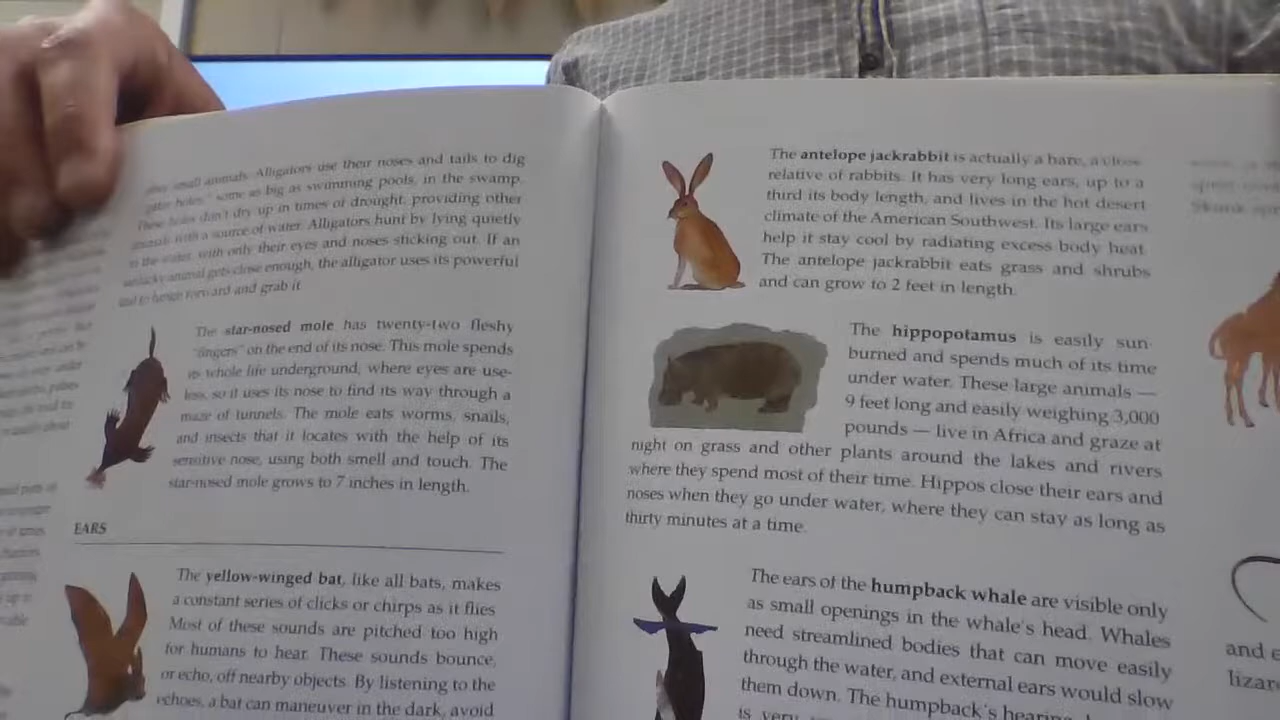 small animals. Alligators use their noses and tails to dig
"gator holes," some as big as swimming pools, in the swamp.
These holes don't dry up in times of drought, providing other
animals with a source of water. Alligators hunt by lying quietly
in the water, with only their eyes and noses sticking out. If an
unlucky animal gets close enough, the alligator uses its powerful
to lunge forward and grab it.
The star-nosed mole has twenty-two fleshy
"fingers" on the end of its nose. This mole spends
its whole life underground, where eyes are use-
less, so it uses its nose to find its way through a
maze of tunnels. The mole eats worms, snails,
and insects that it locates with the help of its
sensitive nose, using both smell and touch. The
star-nosed mole grows to 7 inches in length.
EARS
The yellow-winged bat, like all bats, makes
a constant series of clicks or chirps as it flies
Most of these sounds are pitched too high
for humans to hear. These sounds bounce,
or echo, off nearby objects. By listening to the
echoes, a bat can maneuver in the dark, avoid
The antelope jackrabbit is actually a hare, a close
relative of rabbits. It has very long ears, up to a
third its body length, and lives in the hot desert
climate of the American Southwest. Its large ears
help it stay cool by radiating excess body heat.
The antelope jackrabbit eats grass and shrubs
and can grow to 2 feet in length.
The hippopotamus is easily sun-
burned and spends much of its time
under water. These large animals —
9 feet long and easily weighing 3,000
pounds — live in Africa and graze at
night on grass and other plants around the lakes and rivers
where they spend most of their time. Hippos close their ears and
noses when they go under water, where they can stay as long as
thirty minutes at a time.
The ears of the humpback whale are visible only
as small openings in the whale's head. Whales
need streamlined bodies that can move easily
through the water, and external ears would slow
them down. The humpback's hearing
is very
and e
lizar